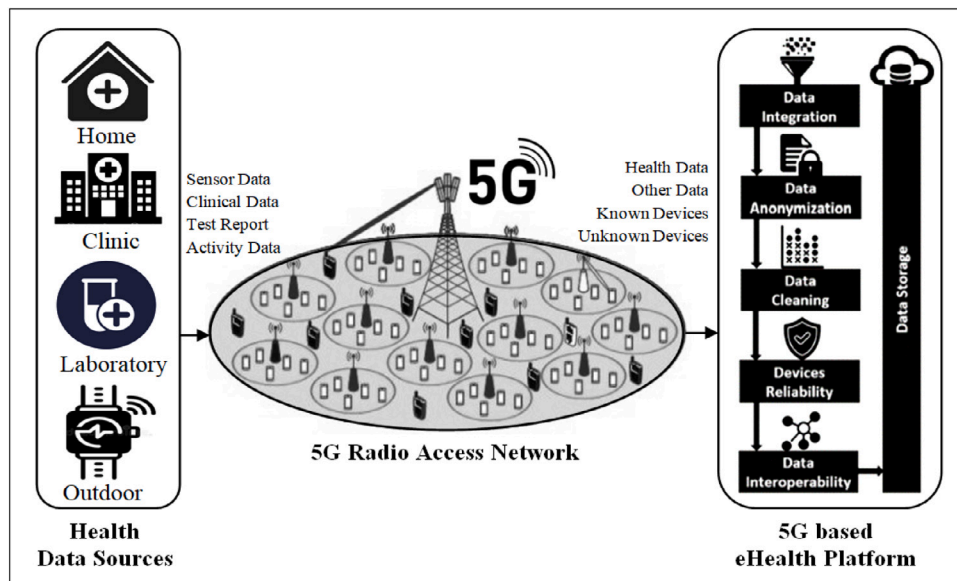 Home
Clinic
Laboratory
Outdoor
Health
Data Sources
Sensor Data
Clinical Data
Test Report
Activity Data
5G
5G Radio Access Network
Health Data
Other Data
Known Devices
Unknown Devices
Data
Integration
Data
Anonymization
Data
Cleaning
Devices
Reliability
Data
Interoperability
Data Storage
5G based
eHealth Platform